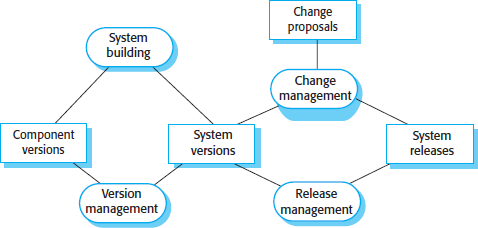 Change
proposals
System
building
Change
management
Component
versions
System
versions
System
releases
Version
management
Release
management